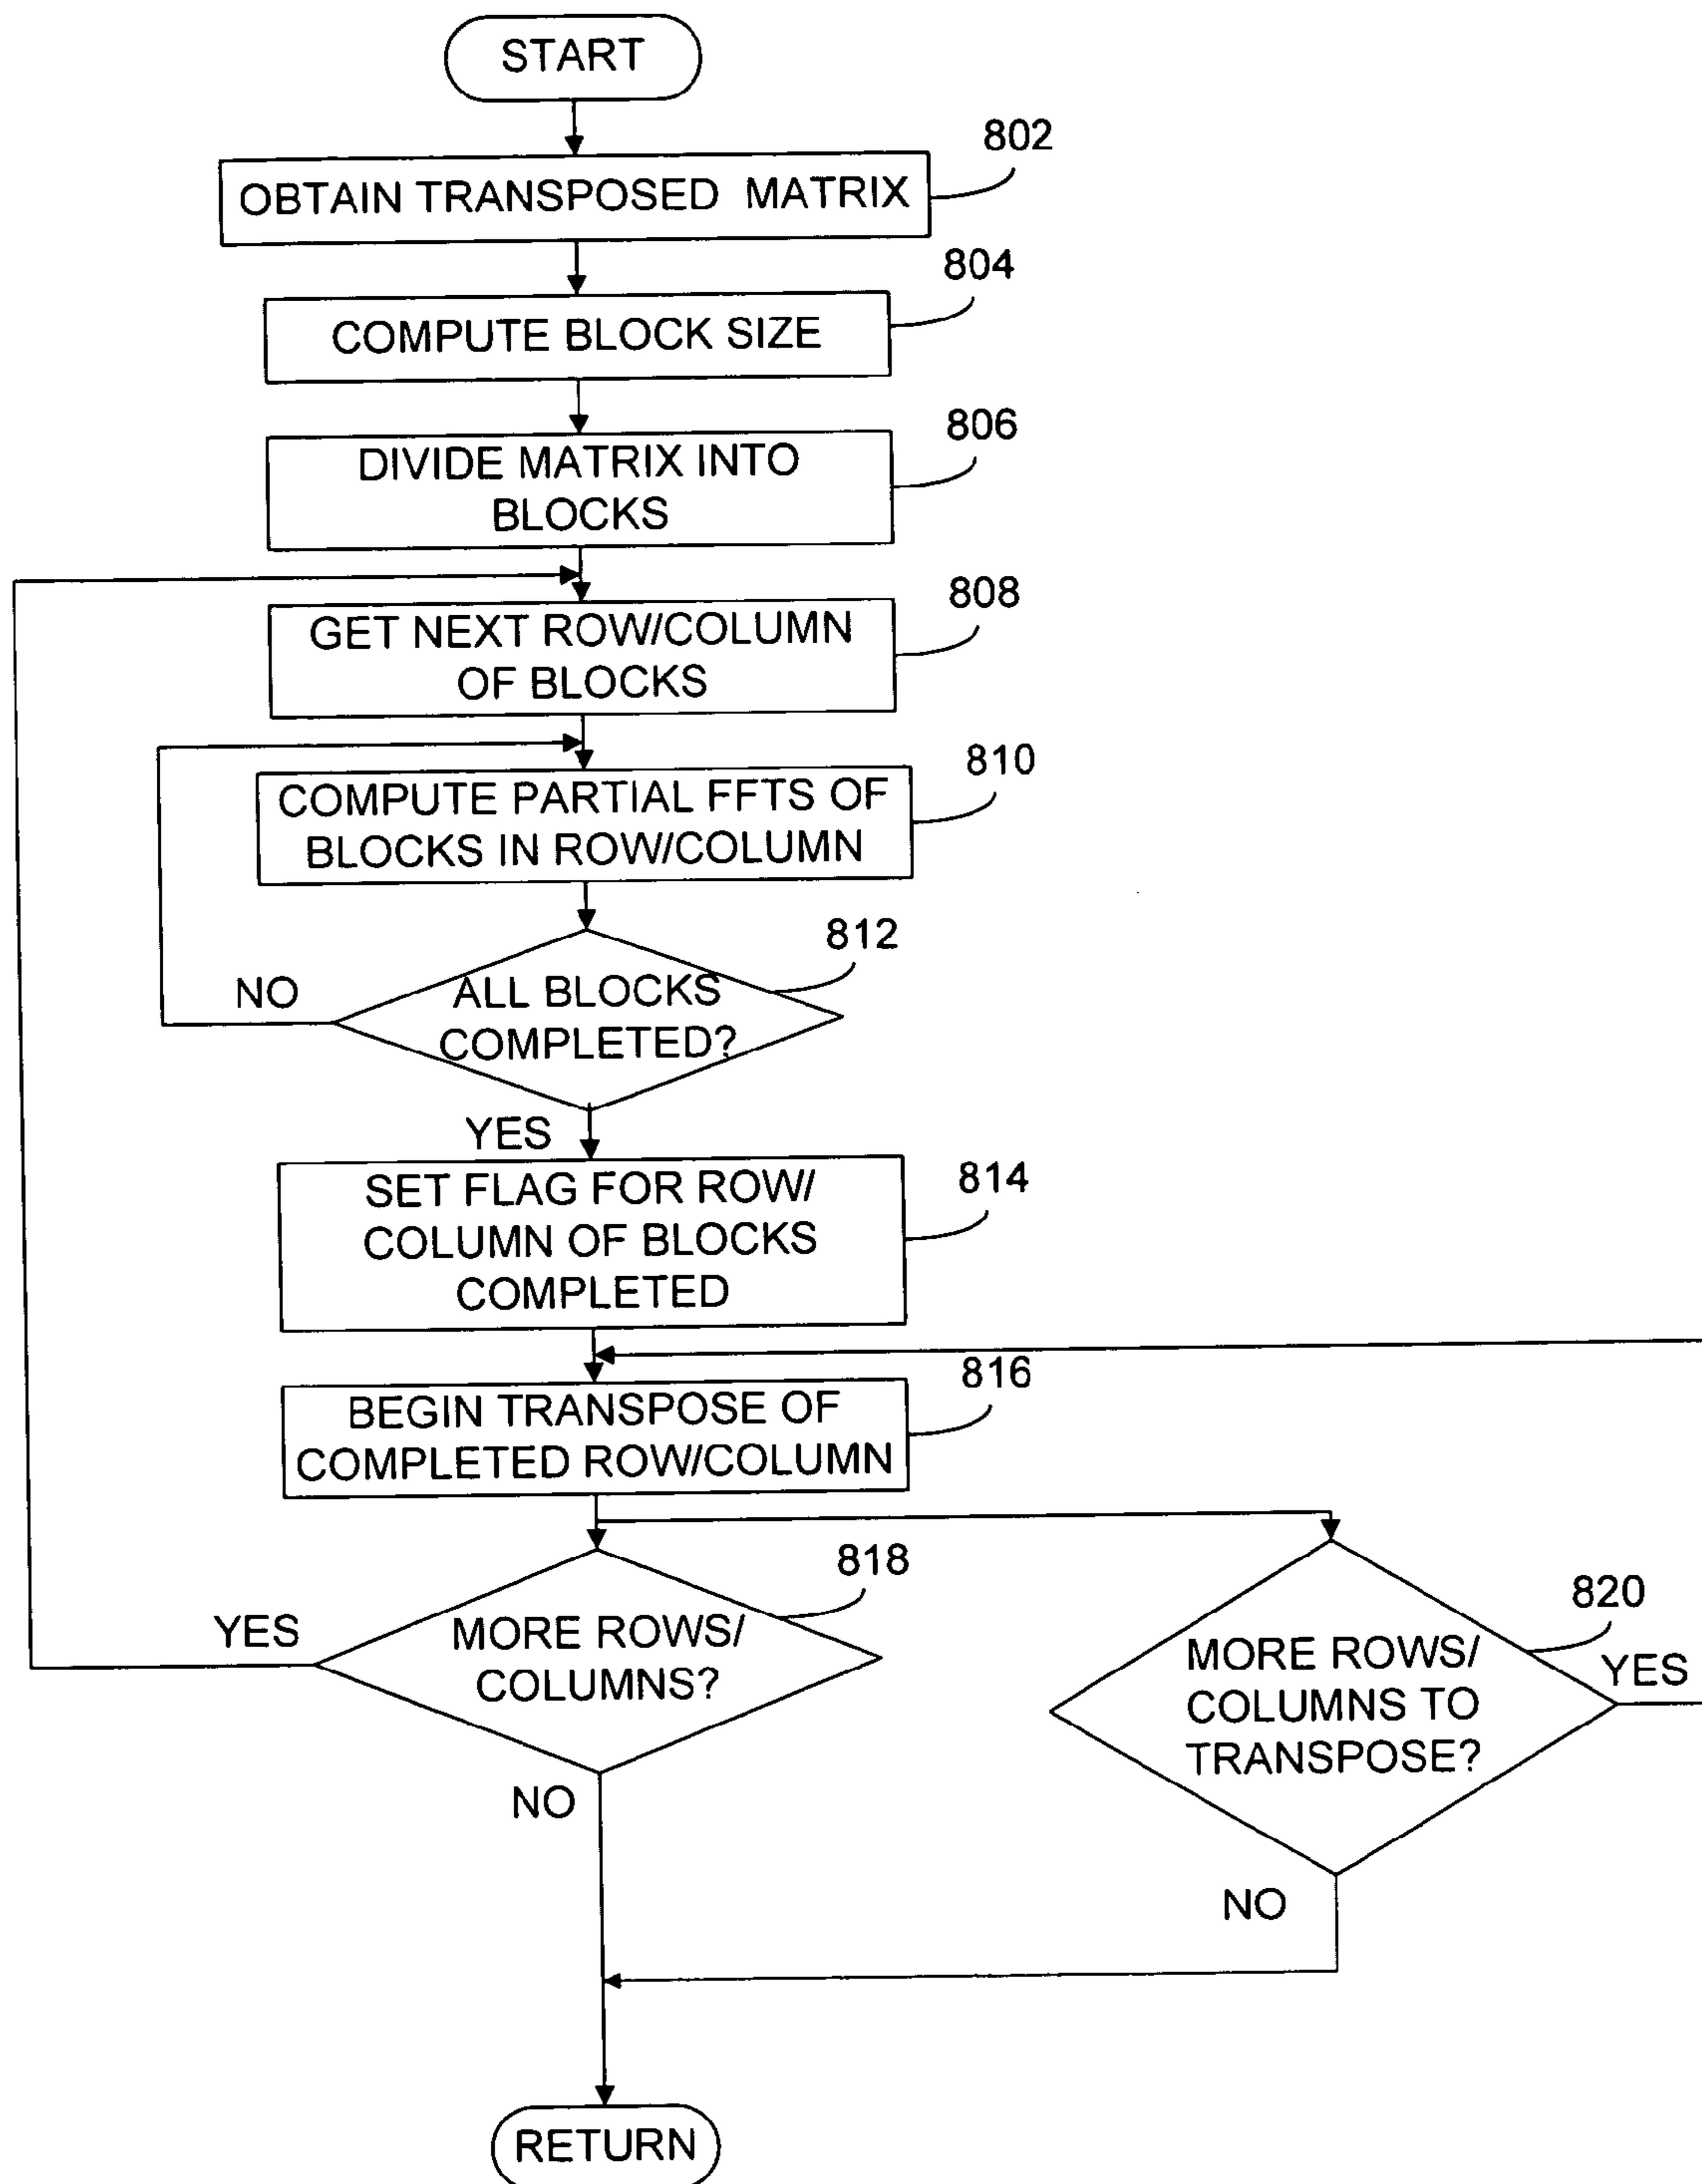 START
802
OBTAIN TRANSPOSED MATRIX
804
COMPUTE BLOCK SIZE
806
DIVIDE MATRIX INTO
BLOCKS
808
GET NEXT ROW/COLUMN
OF BLOCKS
810
COMPUTE PARTIAL FFTS OF
BLOCKS IN ROW/COLUMN
812
NO
ALL BLOCKS
COMPLETED?
YES
814
SET FLAG FOR ROW/
COLUMN OF BLOCKS
COMPLETED
816
BEGIN TRANSPOSE OF
COMPLETED ROW/COLUMN
818
YES
MORE ROWS/
COLUMNS?
NO
820
MORE ROWS/
COLUMNS TO
TRANSPOSE?
YES
NO
RETURN